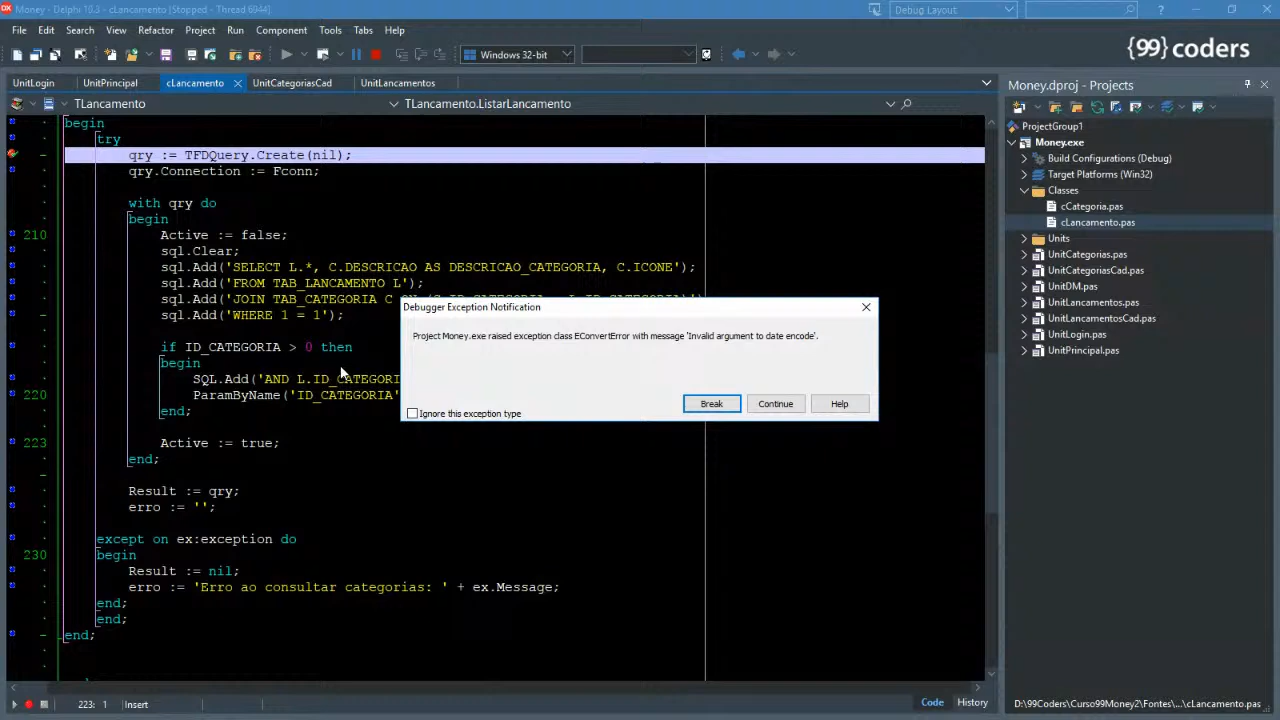 Money - Delphi 10.3 - cLancamento [Stopped - Thread 6944]
Debug Layout
File Edit Search View Refactor Project Run Component Tools Tabs Help
Windows 32-bit
{99} coders
UnitLogin UnitPrincipal cLancamento UnitCategoriasCad UnitLancamentos
Money.dproj - Projects
TLancamento TLancamento.ListarLancamento
begin
try
qry := TFDQuery.Create(nil);
qry.Connection := Fconn;
with qry do
begin
210 Active := false;
sql.Clear;
sql.Add('SELECT L.*, C.DESCRICAO AS DESCRICAO_CATEGORIA, C.ICONE');
sql.Add('FROM TAB_LANCAMENTO L');
sql.Add('JOIN TAB_CATEGORIA C ON
sql.Add('WHERE 1 = 1');
if ID_CATEGORIA > 0 then
begin
SQL.Add('AND L.ID_CATEGORI
220 ParamByName('ID_CATEGORIA'
end;
223 Active := true;
end;
Result := qry;
erro := '';
except on ex:exception do
230 begin
Result := nil;
erro := 'Erro ao consultar categorias: ' + ex.Message;
end;
end;
end;
Debugger Exception Notification
Project Money.exe raised exception class EConvertError with message 'Invalid argument to date encode'.
Break Continue Help
Ignore this exception type
ProjectGroup1
Money.exe
Build Configurations (Debug)
Target Platforms (Win32)
Classes
cCategoria.pas
cLancamento.pas
Units
UnitCategorias.pas
UnitCategoriasCad.pas
UnitDM.pas
UnitLancamentos.pas
UnitLancamentosCad.pas
UnitLogin.pas
UnitPrincipal.pas
223: 1 Insert Code History
D:\99Coders\Curso99Money2\Fontes\...\cLancamento.pas